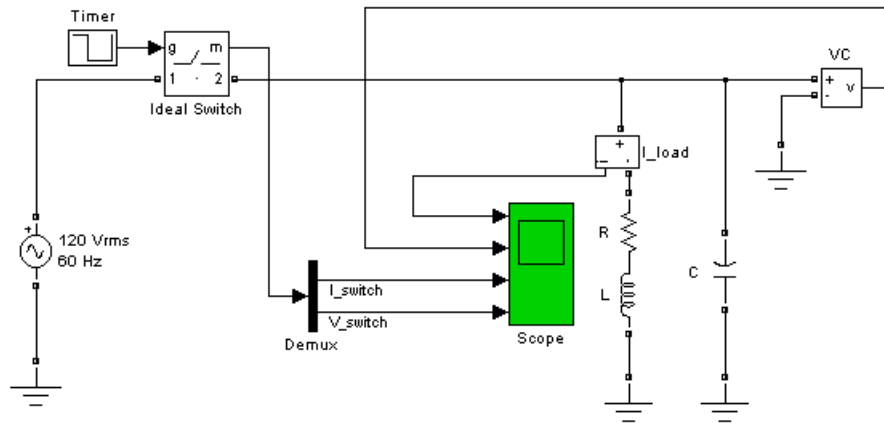 Timer
g m
1 2
Ideal Switch
VC
+
-
v
+
I_load
+
120 Vrms
60 Hz
R
L
C
I_switch
V_switch
Demux
Scope